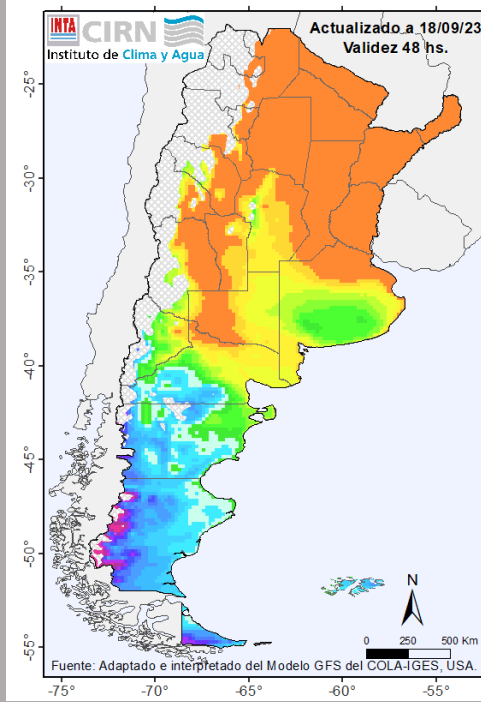 INTA CIRN
Instituto de Clima y Agua
Actualizado a 18/09/23
Validez 48 hs.
-25°
-30°
-35°
-40°
-45°
-50°
-55°
N
0 250 500 Km
Fuente: Adaptado e interpretado del Modelo GFS del COLA-IGES, USA.
-75° -70° -65° -60° -55°